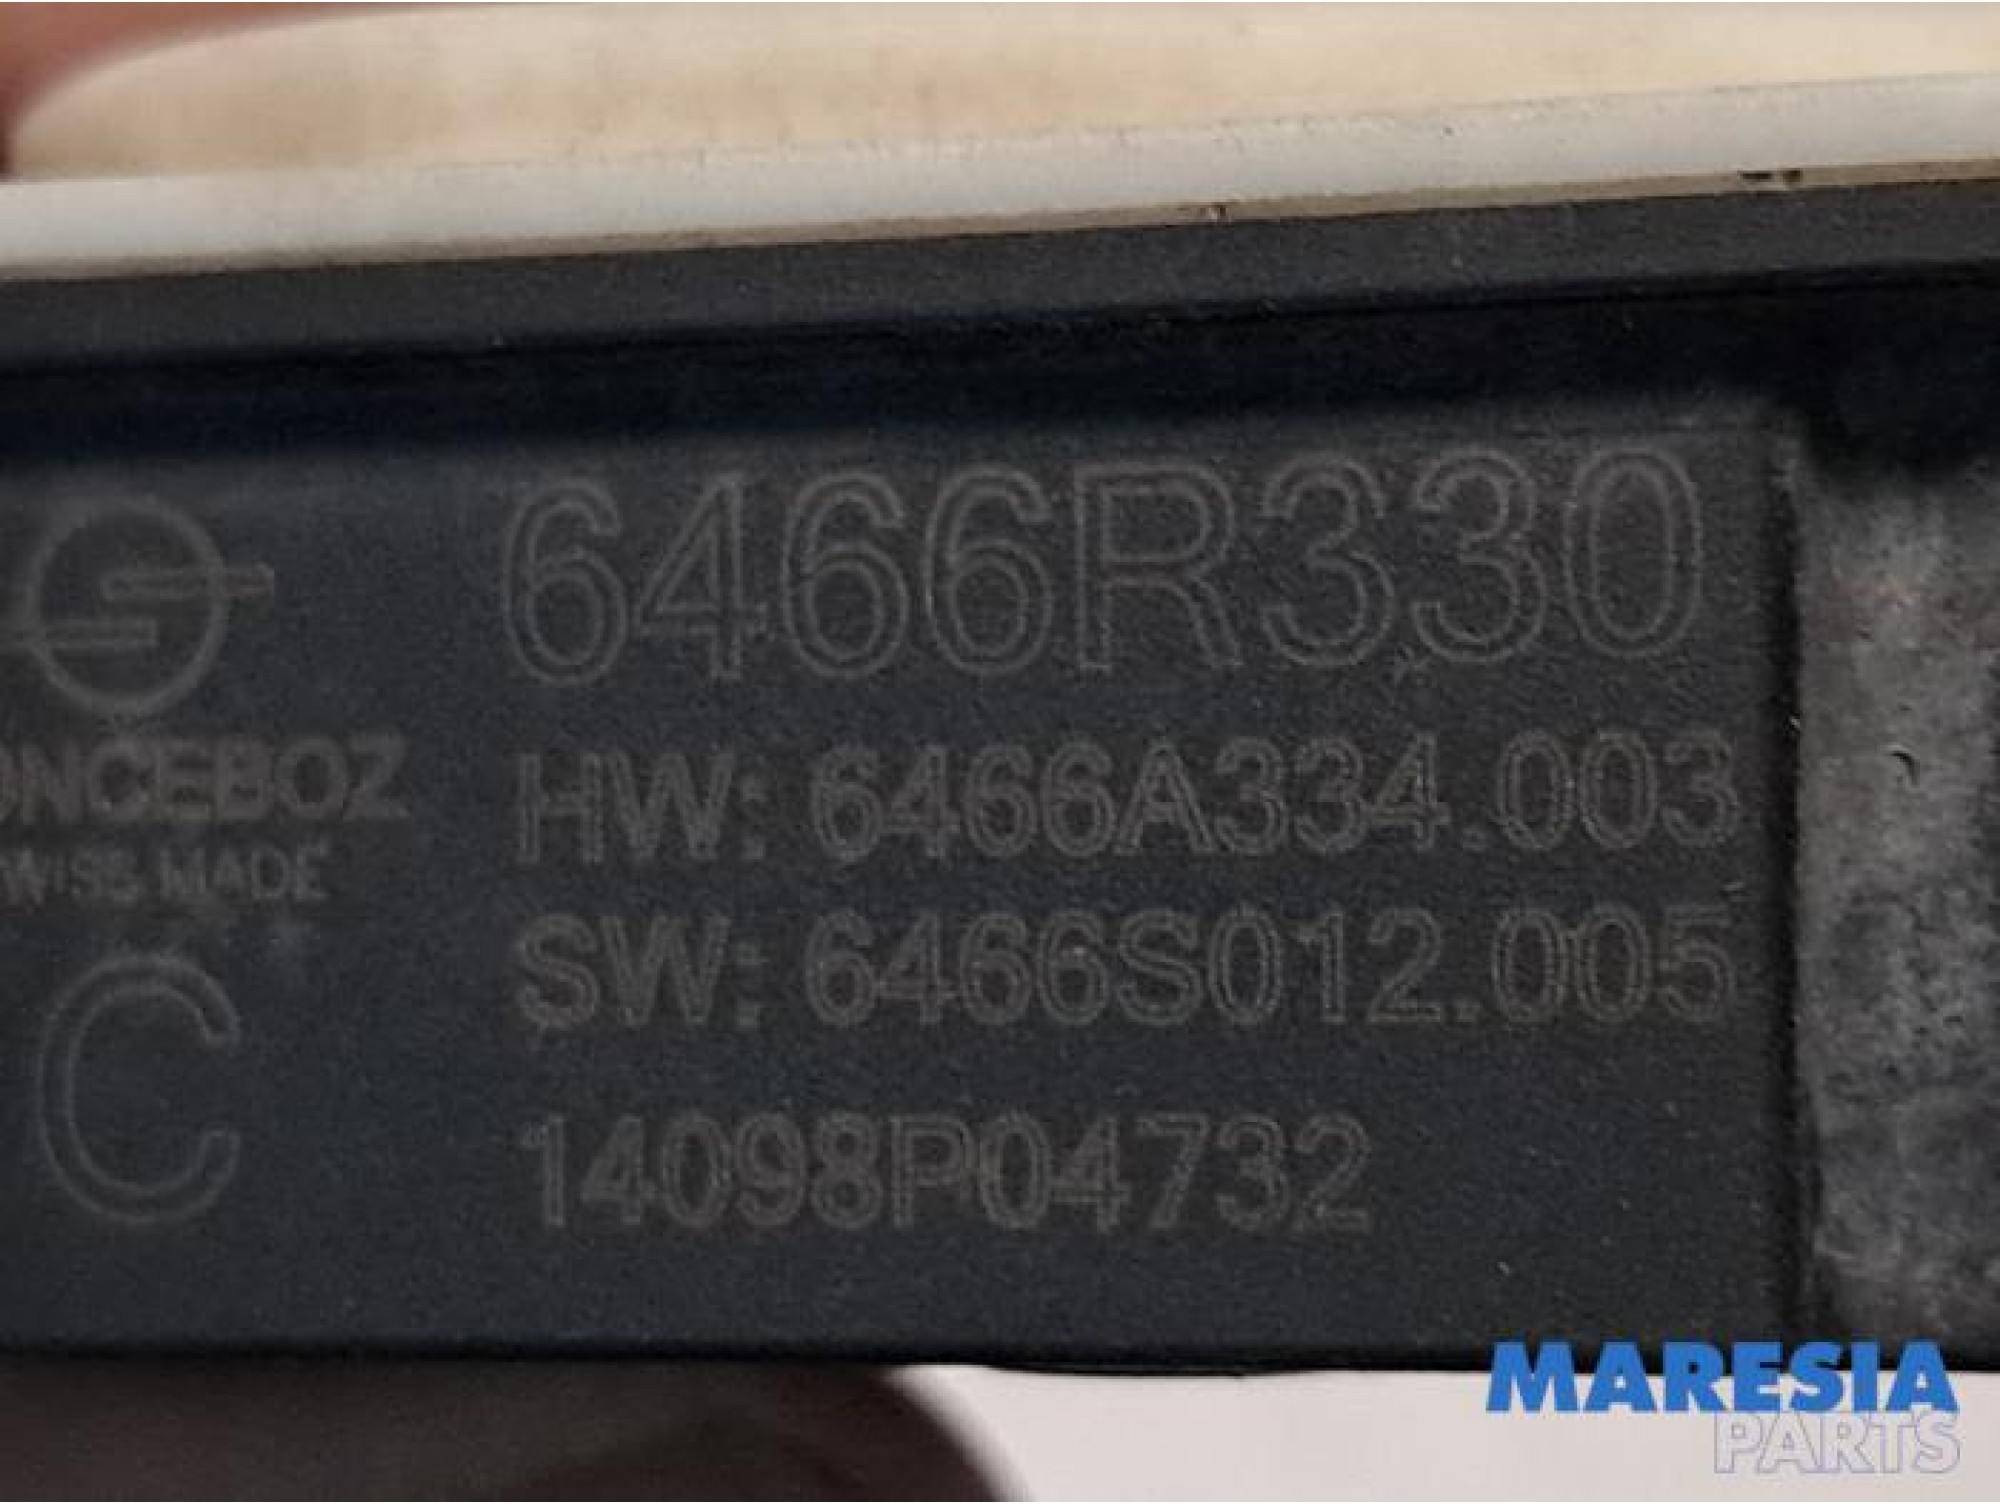 6466R330
ONCEBOZ
HW: 6466A334.003
WISS MADE
SW: 6466S012.005
C
14098P04732
MARESIA
PARTS